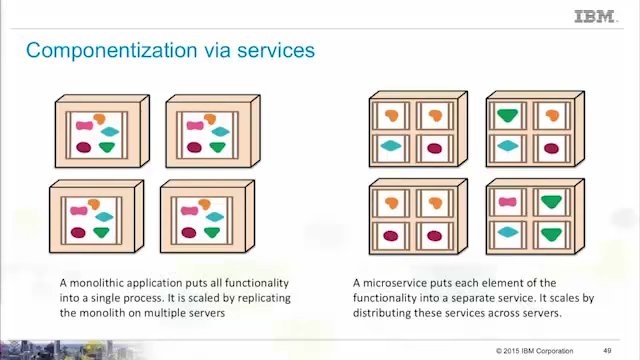 IBM
Componentization via services
A monolithic application puts all functionality
into a single process. It is scaled by replicating
the monolith on multiple servers
A microservice puts each element of the
functionality into a separate service. It scales by
distributing these services across servers.
© 2015 IBM Corporation
49